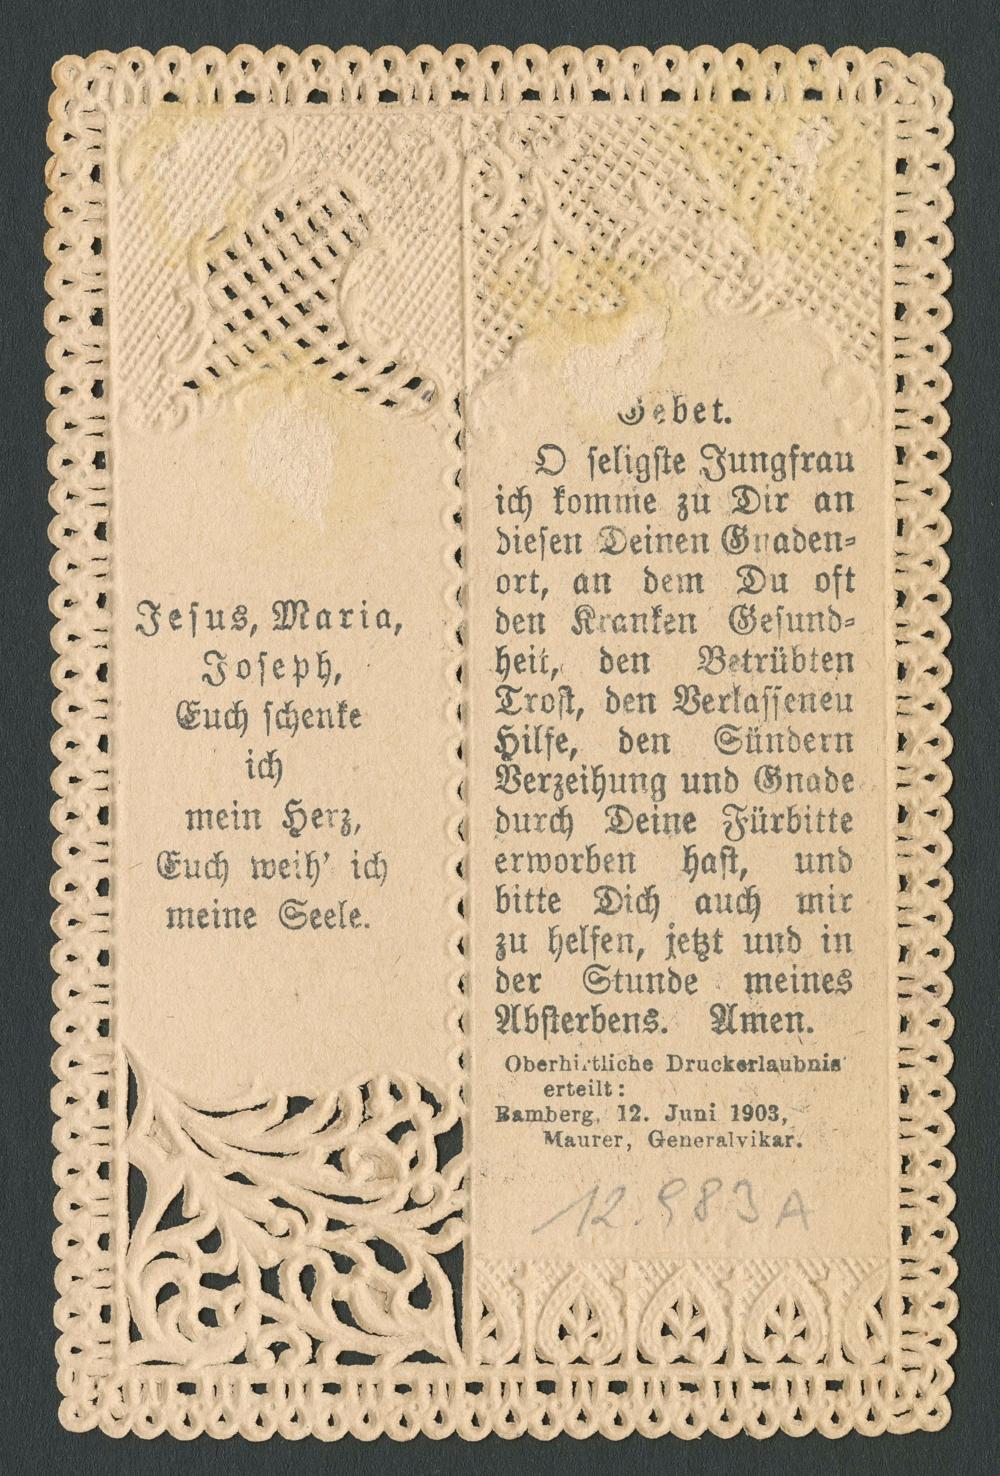 Jesus, Maria,
Joseph,
Euch schenke
ich
mein Herz,
Euch weih' ich
meine Seele.
Gebet.
O seligste Jungfrau
ich komme zu Dir an
diesen Deinen Gnaden-
ort, an dem Du oft
den Kranken Gesund-
heit, den Betrübten
Trost, den Verlasseneu
Hilfe, den Sündern
Verzeihung und Gnade
durch Deine Fürbitte
erworben hast, und
bitte Dich auch mir
zu helfen, jetzt und in
der Stunde meines
Absterbens. Amen.
Oberhirtliche Druckerlaubnis
erteilt:
Bamberg, 12. Juni 1903,
Maurer, Generalvikar.
12.983 A